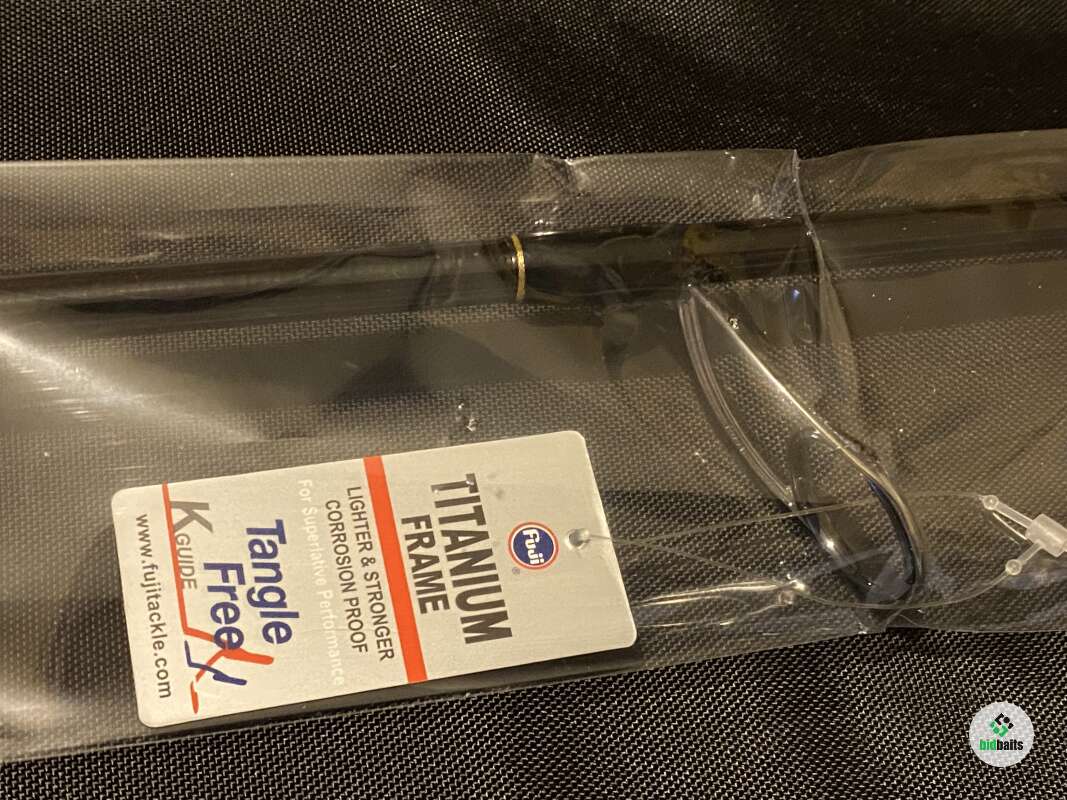 Fuji
®
TITANIUM
FRAME
LIGHTER & STRONGER
CORROSION PROOF
For Superlative Performance
Tangle
Free
K GUIDE
www.fujitackle.com
bidbaits